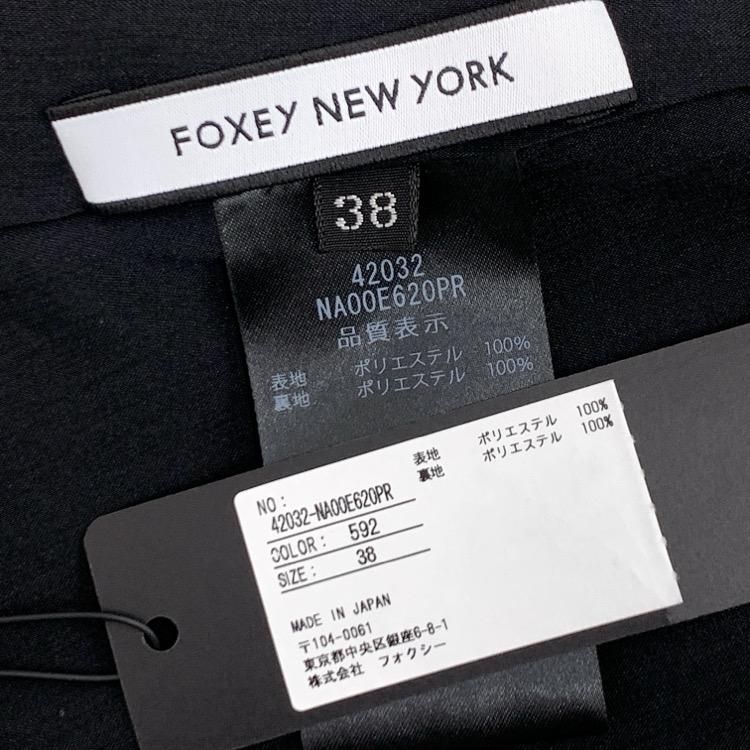 FOXEY NEW YORK
38
42032
NA00E620PR
品質表示
表地 ポリエステル 100%
裏地 ポリエステル 100%
表地 ポリエステル 100%
裏地 ポリエステル 100%
NO:
42032-NA00E620PR
COLOR: 592
SIZE: 38
MADE IN JAPAN
〒104-0061
東京都中央区銀座6-8-1
株式会社 フォクシー